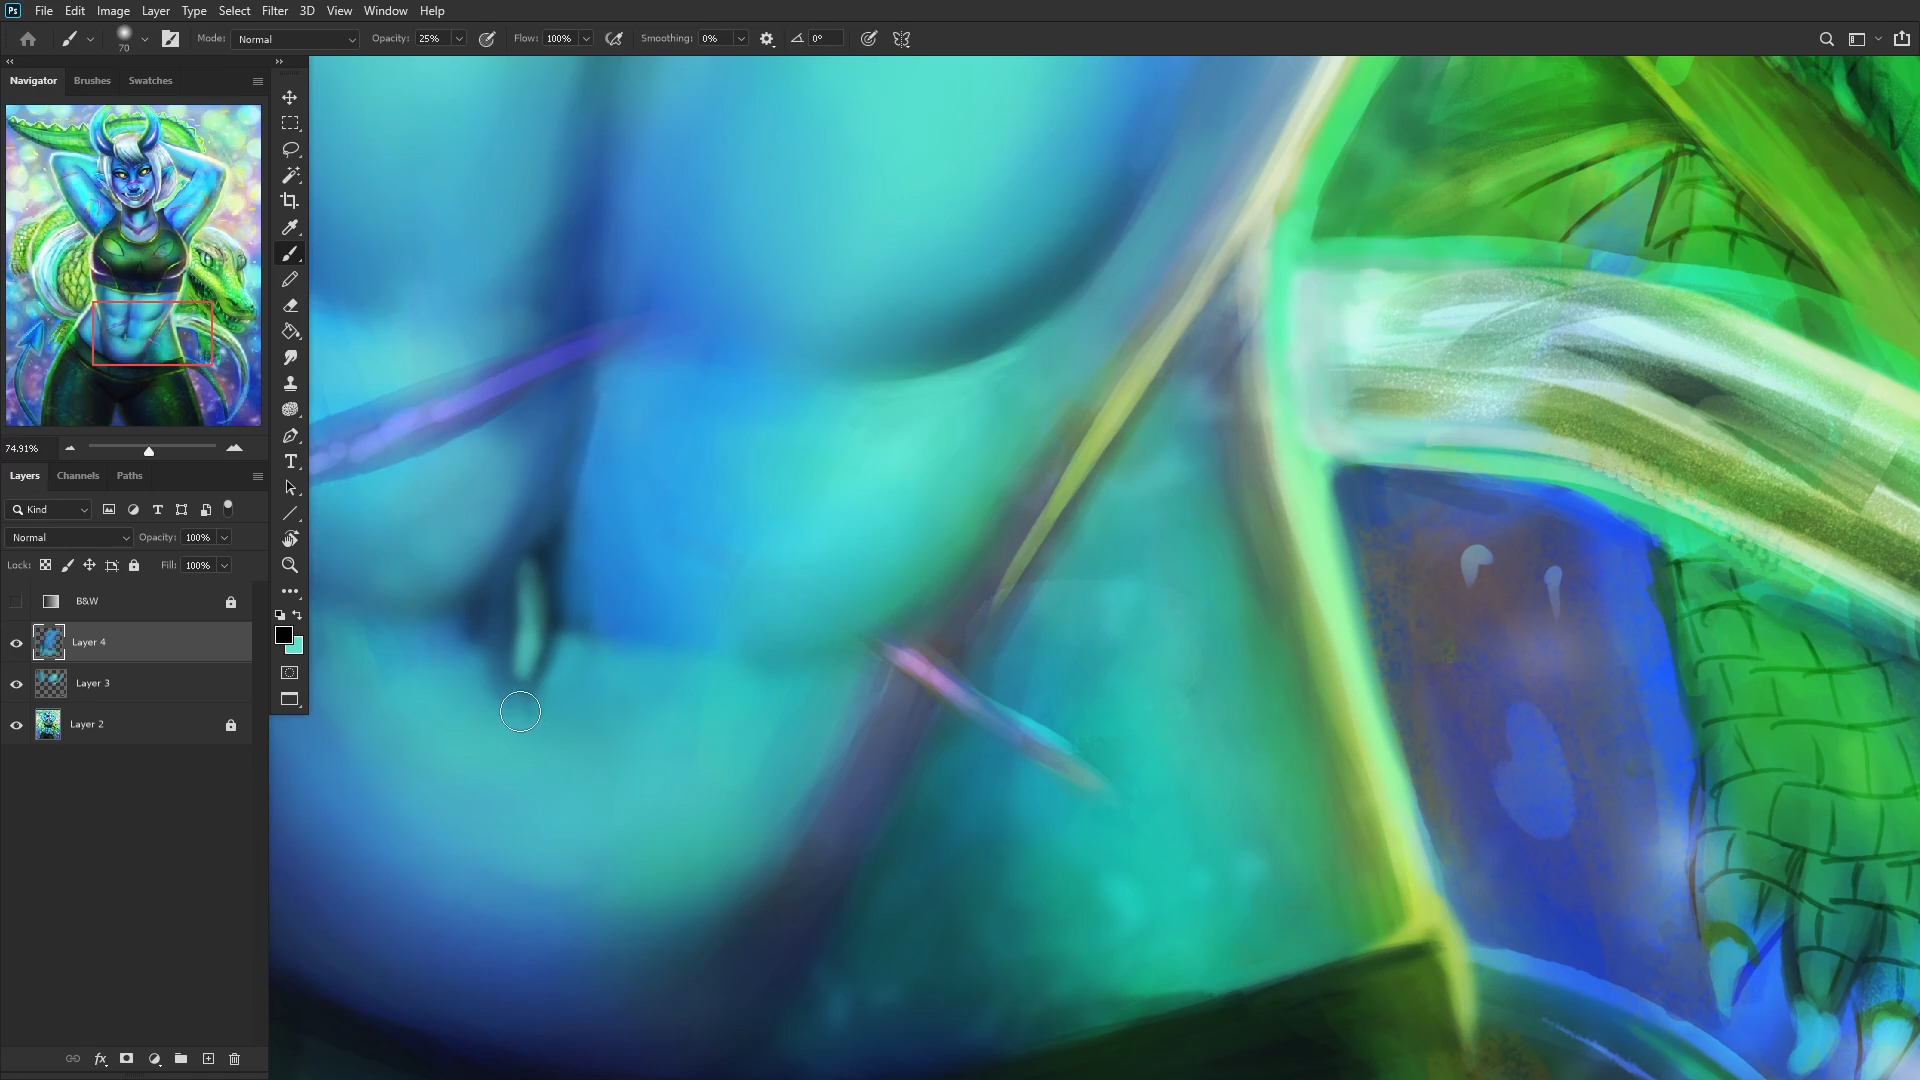 Ps File Edit Image Layer Type Select Filter 3D View Window Help
70 Mode: Normal Opacity: 25% Flow: 100% Smoothing: 0% 0°
Navigator Brushes Swatches
74.91%
Layers Channels Paths
Kind
Normal Opacity: 100%
Lock: Fill: 100%
B&W
Layer 4
Layer 3
Layer 2
fx